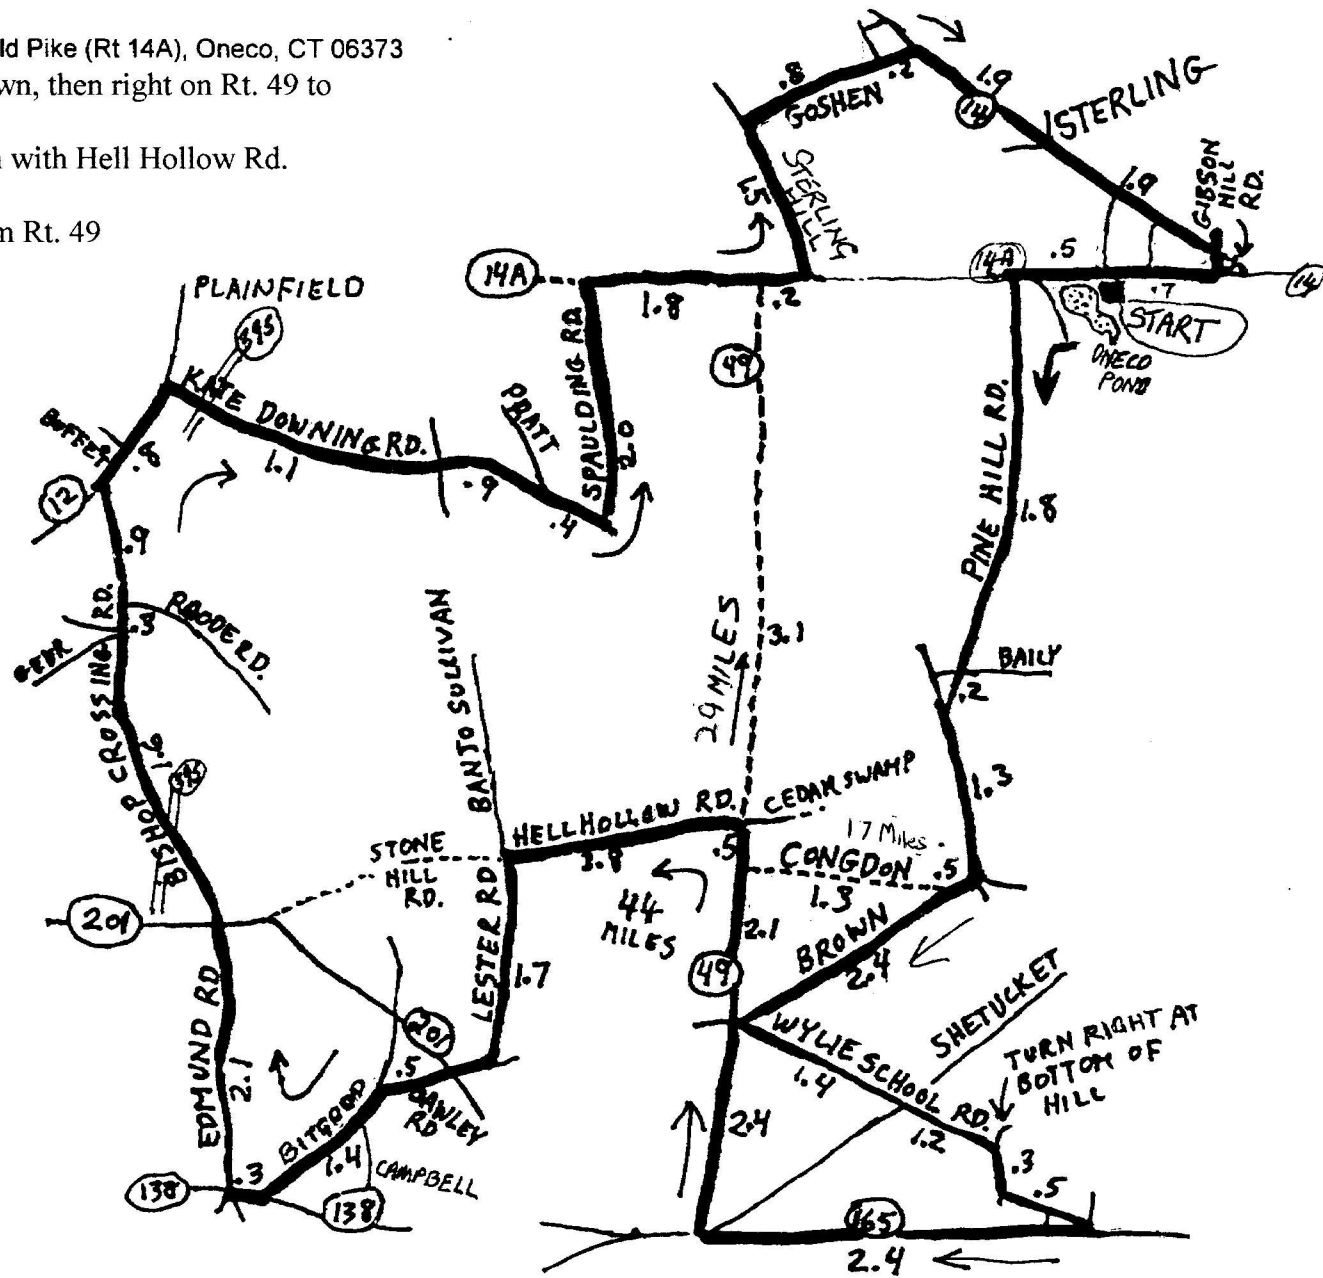 ld Pike (Rt 14A), Oneco, CT 06373
wn, then right on Rt. 49 to
with Hell Hollow Rd.
m Rt. 49
.8
.2
GOSHEN
1.9
14
STERLING
1.5
STERLING
HILL
1.9
GIBSON
HILL
RD.
14A
1.8
.2
14A
.5
.7
14
START
ONECO
POND
PLAINFIELD
395
KATE DOWNING RD.
1.1
BUFFET
.8
12
.9
PRATT
.9
.4
SPAULDING RD
2.0
49
PINE HILL RD.
1.8
BISHOP CROSSING RD.
.3
RHODE RD.
GEER
395
BANTO SULLIVAN
29 MILES
3.1
BAILY
.2
1.3
HELL HOLLOW RD.
CEDAR SWAMP
.5
17 Miles
CONGDON
.5
1.3
STONE
HILL
RD.
44
MILES
2.1
BROWN
2.4
201
LESTER RD
1.7
49
SHETUCKET
EDMUND RD
2.1
201
.5
DAWLEY
RD
WYLIE SCHOOL RD.
1.4
1.2
TURN RIGHT AT
BOTTOM OF
HILL
2.4
BITGOOD
1.4
CAMPBELL
.3
.5
138
.3
138
165
2.4